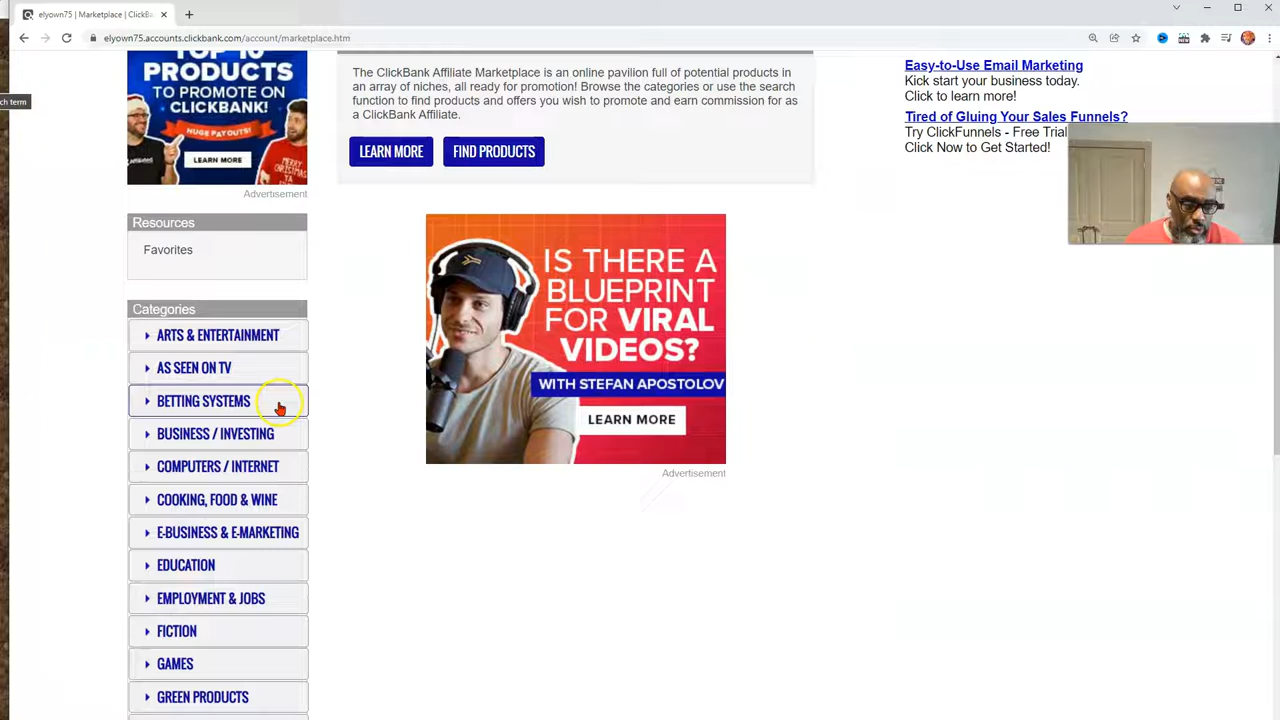 elyown75 | Marketplace | ClickBa
elyown75.accounts.clickbank.com/account/marketplace.htm
ch term
TOP 10
PRODUCTS
TO PROMOTE ON
CLICKBANK!
HUGE PAYOUTS!
LEARN MORE
Advertisement
The ClickBank Affiliate Marketplace is an online pavilion full of potential products in
an array of niches, all ready for promotion! Browse the categories or use the search
function to find products and offers you wish to promote and earn commission for as
a ClickBank Affiliate.
LEARN MORE
FIND PRODUCTS
Easy-to-Use Email Marketing
Kick start your business today.
Click to learn more!
Tired of Gluing Your Sales Funnels?
Try ClickFunnels - Free Trial
Click Now to Get Started!
Resources
Favorites
Categories
ARTS & ENTERTAINMENT
AS SEEN ON TV
BETTING SYSTEMS
BUSINESS / INVESTING
COMPUTERS / INTERNET
COOKING, FOOD & WINE
E-BUSINESS & E-MARKETING
EDUCATION
EMPLOYMENT & JOBS
FICTION
GAMES
GREEN PRODUCTS
IS THERE A
BLUEPRINT
FOR VIRAL
VIDEOS?
WITH STEFAN APOSTOLOV
LEARN MORE
Advertisement